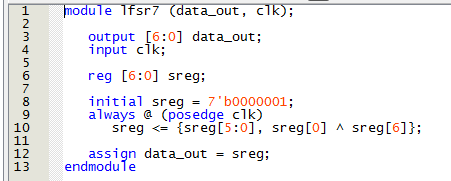 1 module lfsr7 (data_out, clk);
2
3 output [6:0] data_out;
4 input clk;
5
6 reg [6:0] sreg;
7
8 initial sreg = 7'b0000001;
9 always @ (posedge clk)
10 sreg <= {sreg[5:0], sreg[0] ^ sreg[6]};
11
12 assign data_out = sreg;
13 endmodule